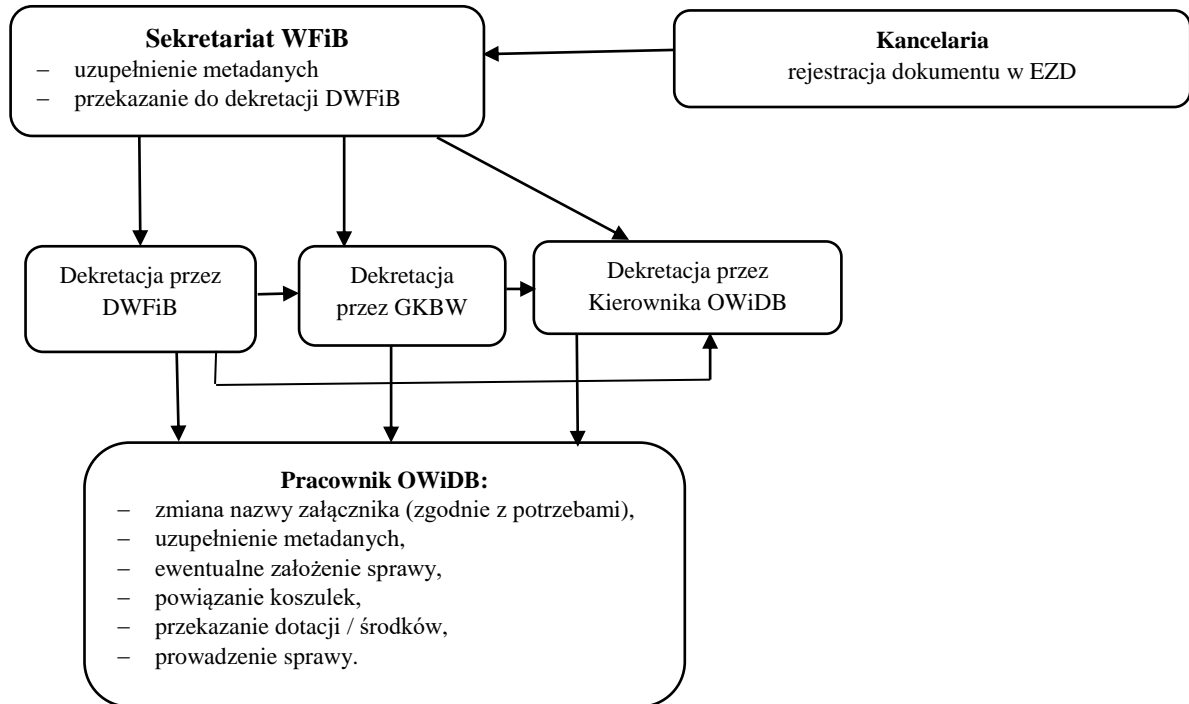 Sekretariat WFiB
– uzupełnienie metadanych
– przekazanie do dekretacji DWFiB
Kancelaria
rejestracja dokumentu w EZD
Dekretacja przez
DWFiB
Dekretacja
przez GKBW
Dekretacja przez
Kierownika OWiDB
Pracownik OWiDB:
– zmiana nazwy załącznika (zgodnie z potrzebami),
– uzupełnienie metadanych,
– ewentualne założenie sprawy,
– powiązanie koszulek,
– przekazanie dotacji / środków,
– prowadzenie sprawy.